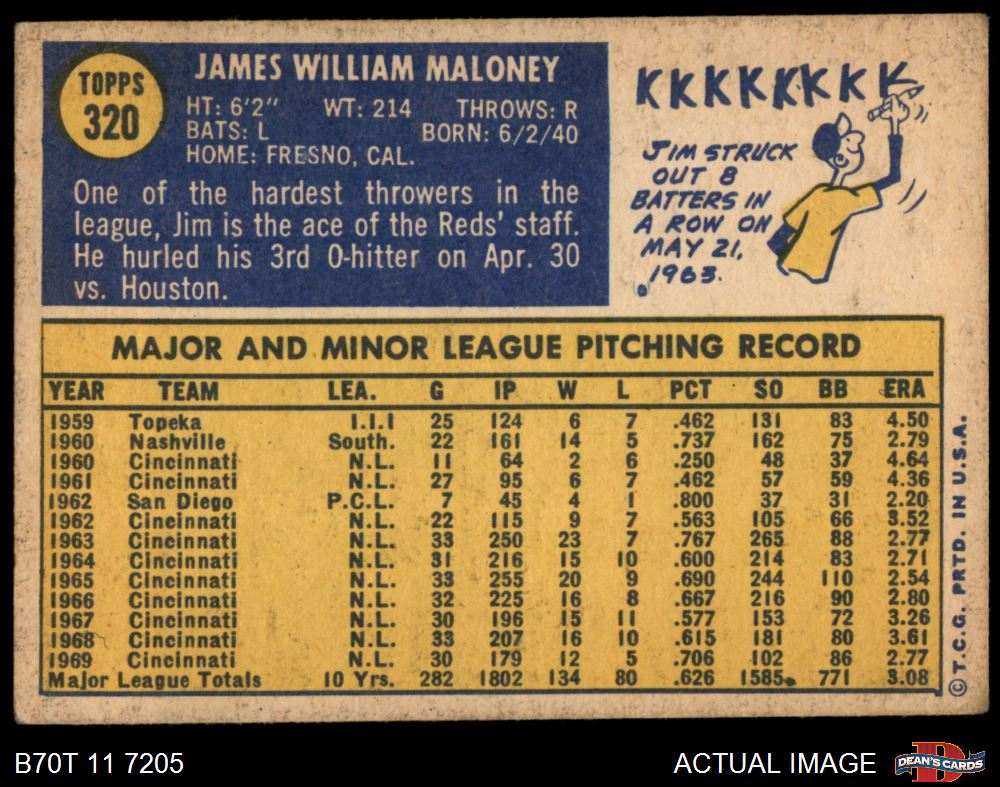 TOPPS
320
JAMES WILLIAM MALONEY
HT: 6'2" WT: 214 THROWS: R
BATS: L BORN: 6/2/40
HOME: FRESNO, CAL.
One of the hardest throwers in the
league, Jim is the ace of the Reds' staff.
He hurled his 3rd 0-hitter on Apr. 30
vs. Houston.
KKKKKKKK
JIM STRUCK
OUT 8
BATTERS IN
A ROW ON
MAY 21,
1963.
MAJOR AND MINOR LEAGUE PITCHING RECORD
YEAR TEAM LEA. G IP W L PCT SO BB ERA
1959 Topeka I.I.I 25 124 6 7 .462 131 83 4.50
1960 Nashville South. 22 161 14 5 .737 162 75 2.79
1960 Cincinnati N.L. 11 64 2 6 .250 48 37 4.64
1961 Cincinnati N.L. 27 95 6 7 .462 57 59 4.36
1962 San Diego P.C.L. 7 45 4 1 .800 37 31 2.20
1962 Cincinnati N.L. 22 115 9 7 .563 105 66 3.52
1963 Cincinnati N.L. 33 250 23 7 .767 265 88 2.77
1964 Cincinnati N.L. 31 216 15 10 .600 214 83 2.71
1965 Cincinnati N.L. 33 255 20 9 .690 244 110 2.54
1966 Cincinnati N.L. 32 225 16 8 .667 216 90 2.80
1967 Cincinnati N.L. 30 196 15 11 .577 153 72 3.26
1968 Cincinnati N.L. 33 207 16 10 .615 181 80 3.61
1969 Cincinnati N.L. 30 179 12 5 .706 102 86 2.77
Major League Totals 10 Yrs. 282 1802 134 80 .626 1585 771 3.08
© T.C.G. PRTD. IN U.S.A.
B70T 11 7205
ACTUAL IMAGE
D
DEAN'S CARDS